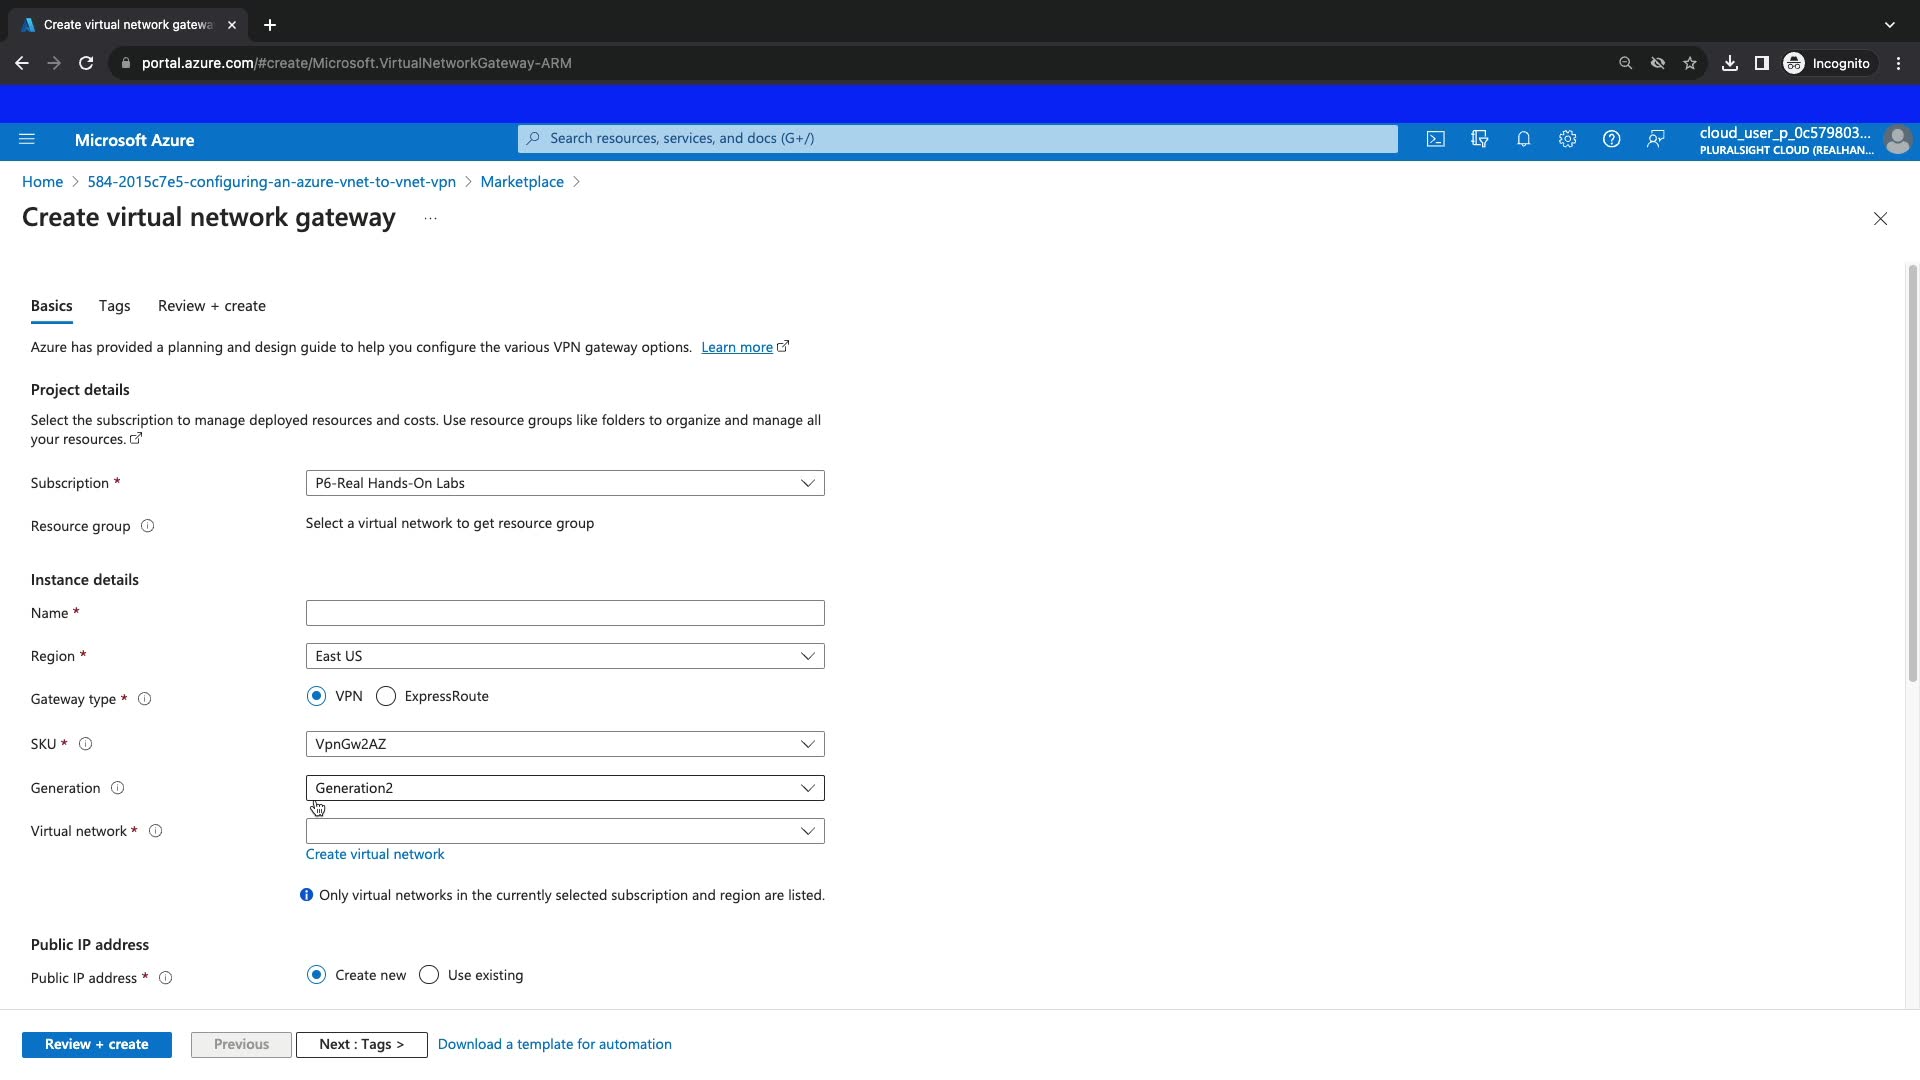 Create virtual network gatewa
portal.azure.com/#create/Microsoft.VirtualNetworkGateway-ARM
Incognito
Microsoft Azure
Search resources, services, and docs (G+/)
cloud_user_p_0c579803...
PLURALSIGHT CLOUD (REALHAN...
Home > 584-2015c7e5-configuring-an-azure-vnet-to-vnet-vpn > Marketplace >
Create virtual network gateway ...
Basics Tags Review + create
Azure has provided a planning and design guide to help you configure the various VPN gateway options. Learn more
Project details
Select the subscription to manage deployed resources and costs. Use resource groups like folders to organize and manage all
your resources.
Subscription * P6-Real Hands-On Labs
Resource group Select a virtual network to get resource group
Instance details
Name *
Region * East US
Gateway type * VPN ExpressRoute
SKU * VpnGw2AZ
Generation Generation2
Virtual network *
Create virtual network
Only virtual networks in the currently selected subscription and region are listed.
Public IP address
Public IP address * Create new Use existing
Review + create Previous Next : Tags > Download a template for automation